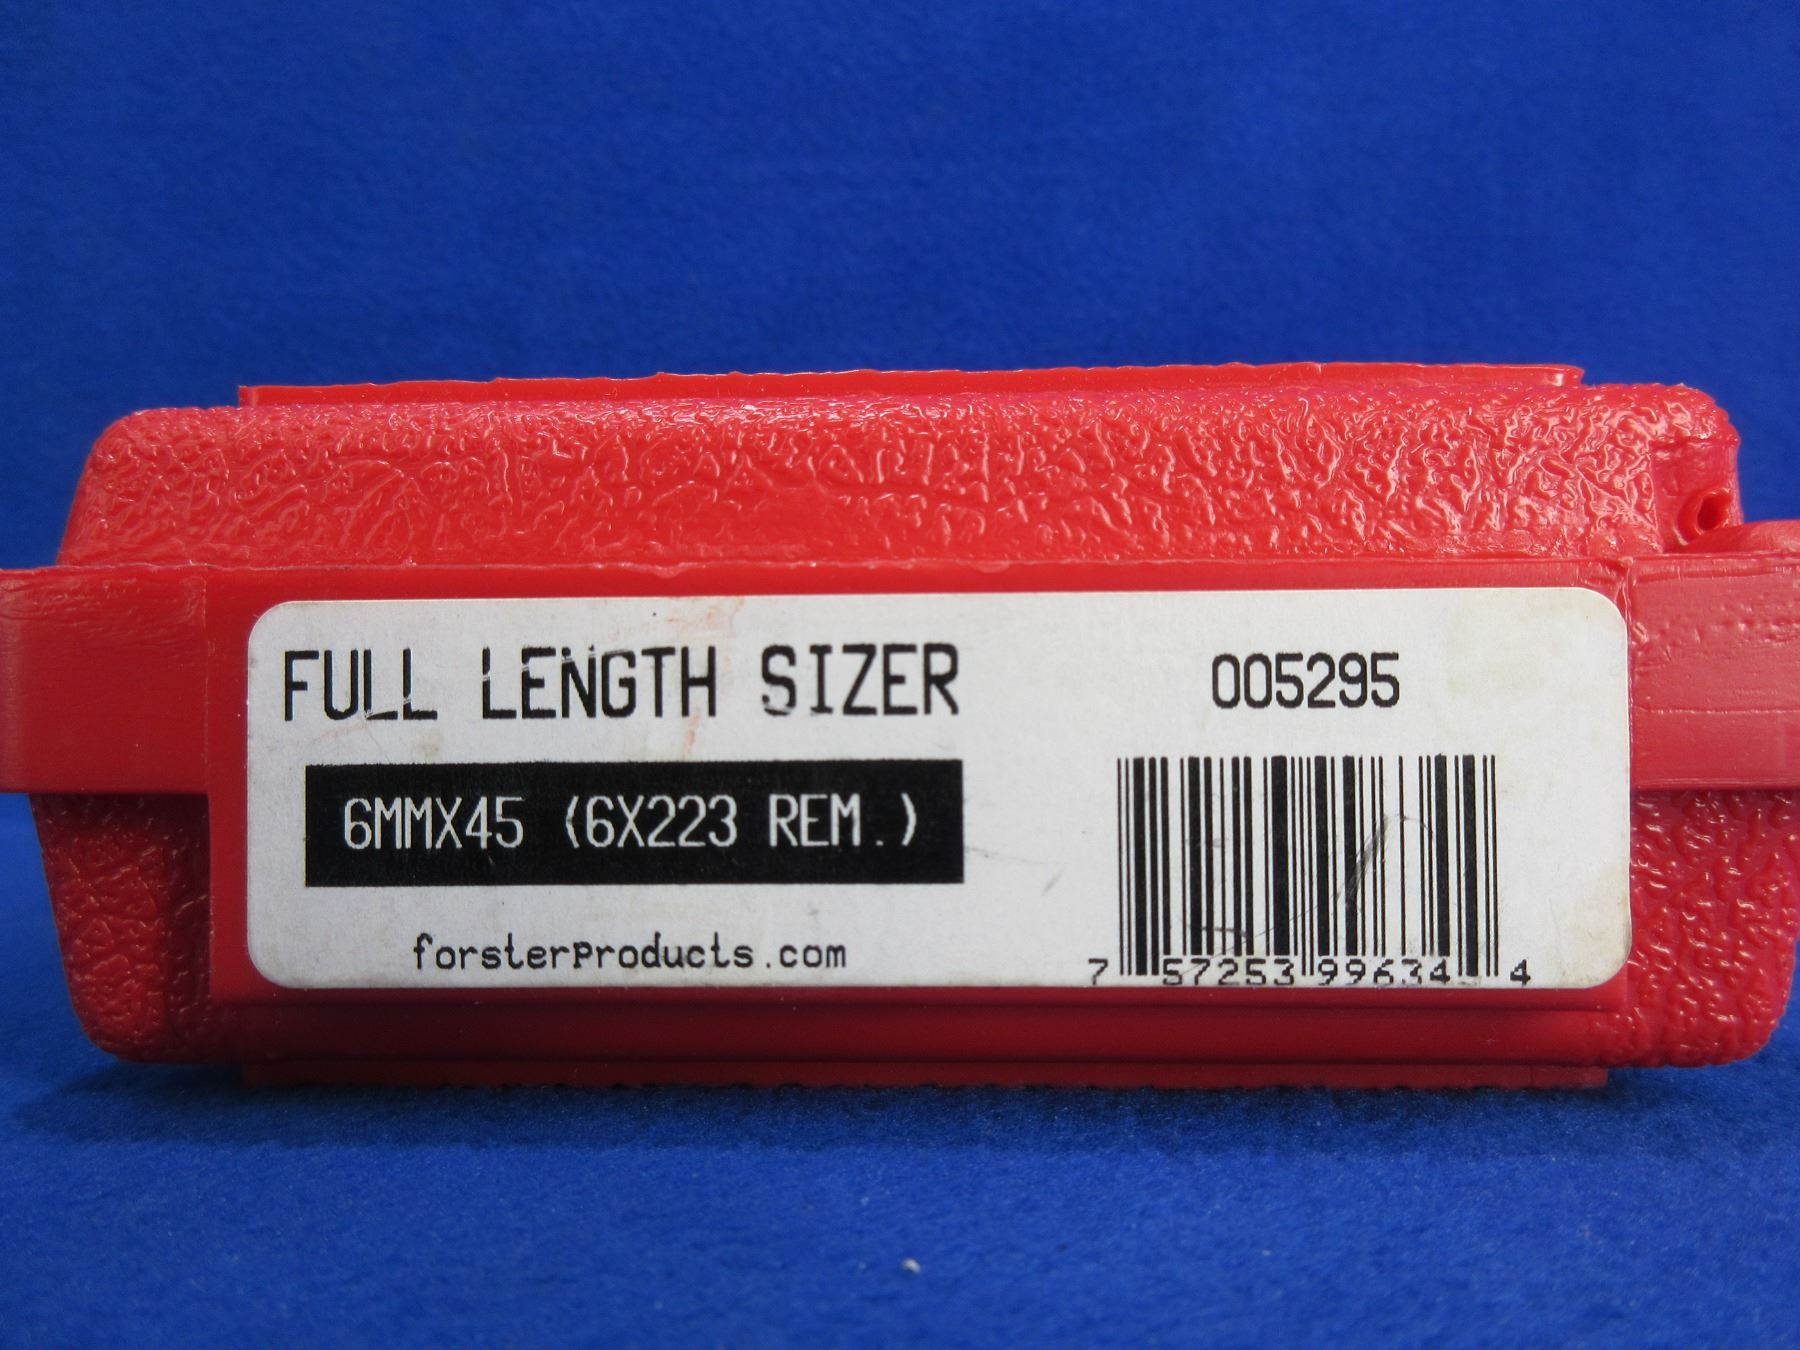 FULL LENGTH SIZER
005295
6MMX45 (6X223 REM.)
forsterProducts.com
7 57253 99634 4